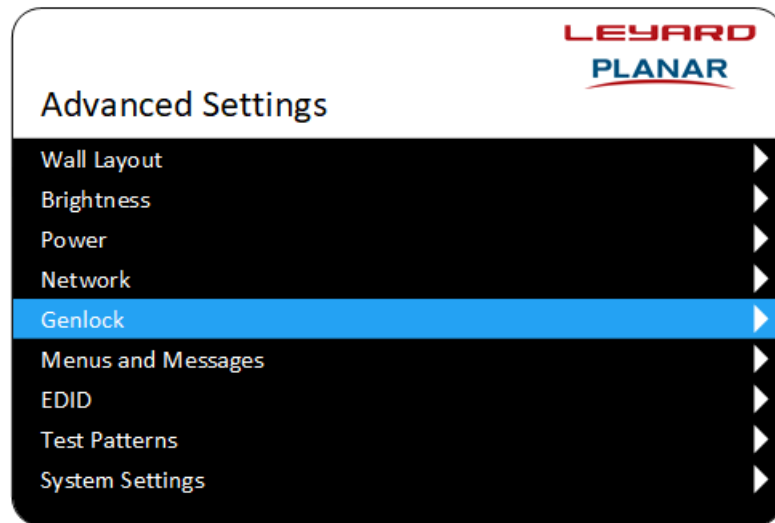 LEYARD
PLANAR
Advanced Settings
Wall Layout
Brightness
Power
Network
Genlock
Menus and Messages
EDID
Test Patterns
System Settings